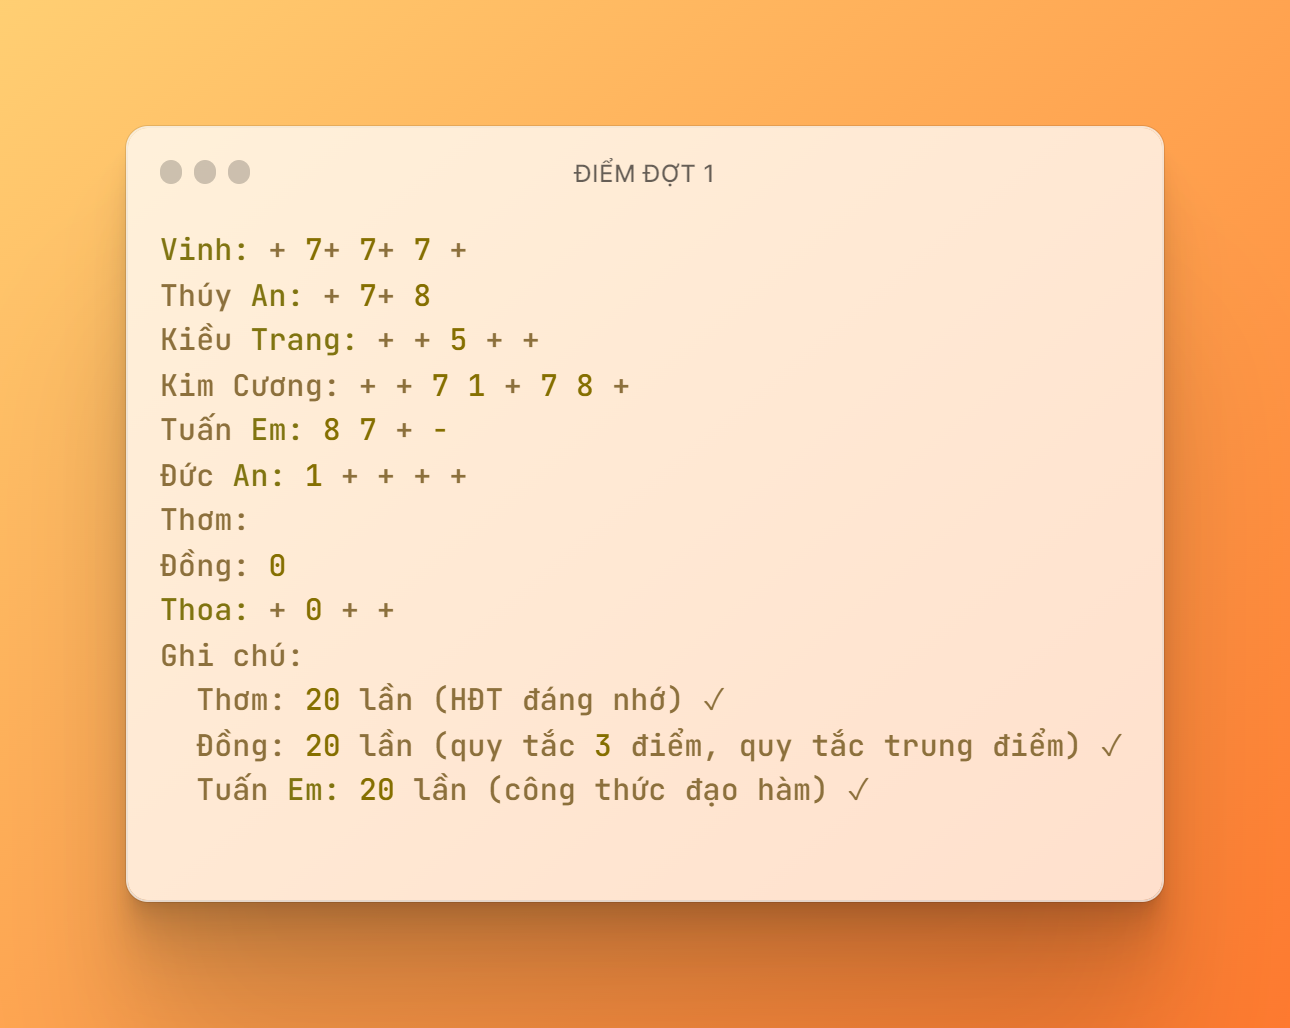 ĐIỂM ĐỢT 1
Vinh: + 7+ 7+ 7 +
Thúy An: + 7+ 8
Kiều Trang: + + 5 + +
Kim Cương: + + 7 1 + 7 8 +
Tuấn Em: 8 7 + -
Đức An: 1 + + + +
Thơm:
Đồng: 0
Thoa: + 0 + +
Ghi chú:
Thơm: 20 lần (HĐT đáng nhớ) ✓
Đồng: 20 lần (quy tắc 3 điểm, quy tắc trung điểm) ✓
Tuấn Em: 20 lần (công thức đạo hàm) ✓